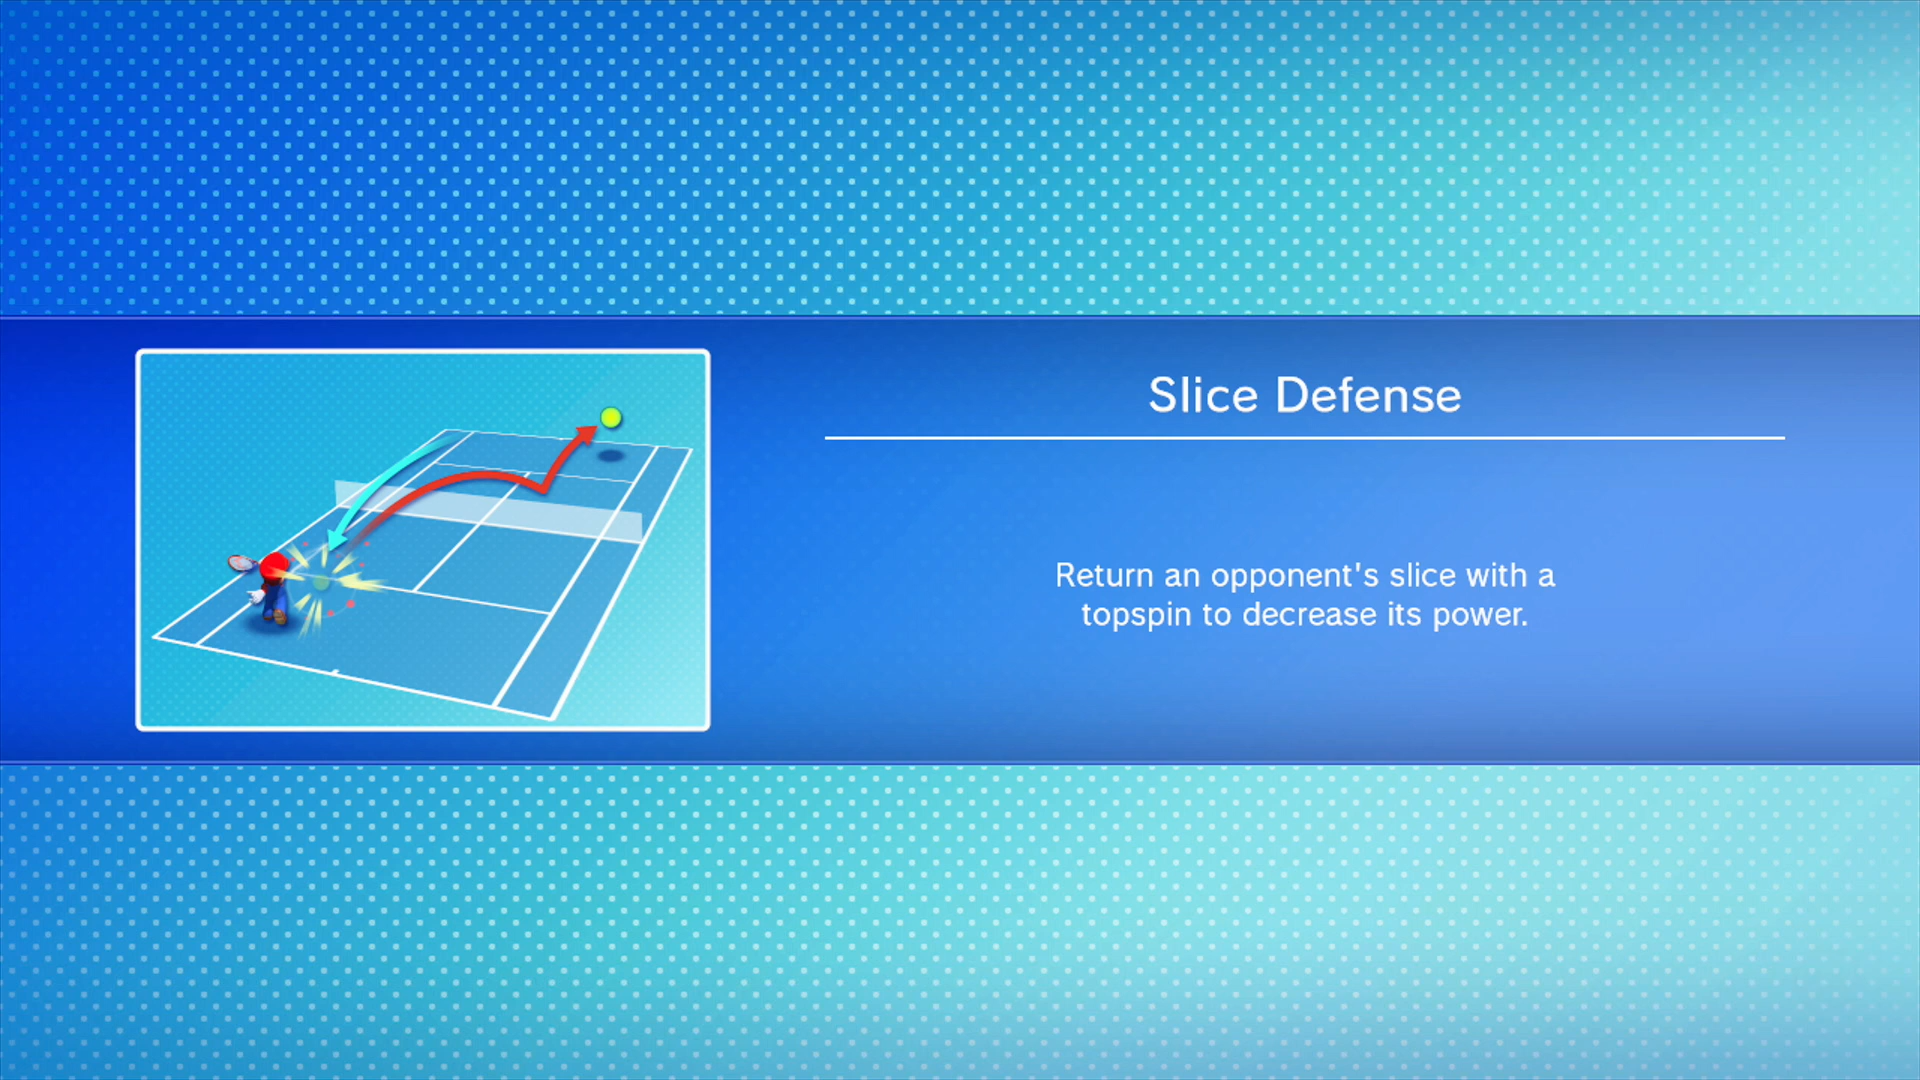 Slice Defense
Return an opponent's slice with a
topspin to decrease its power.